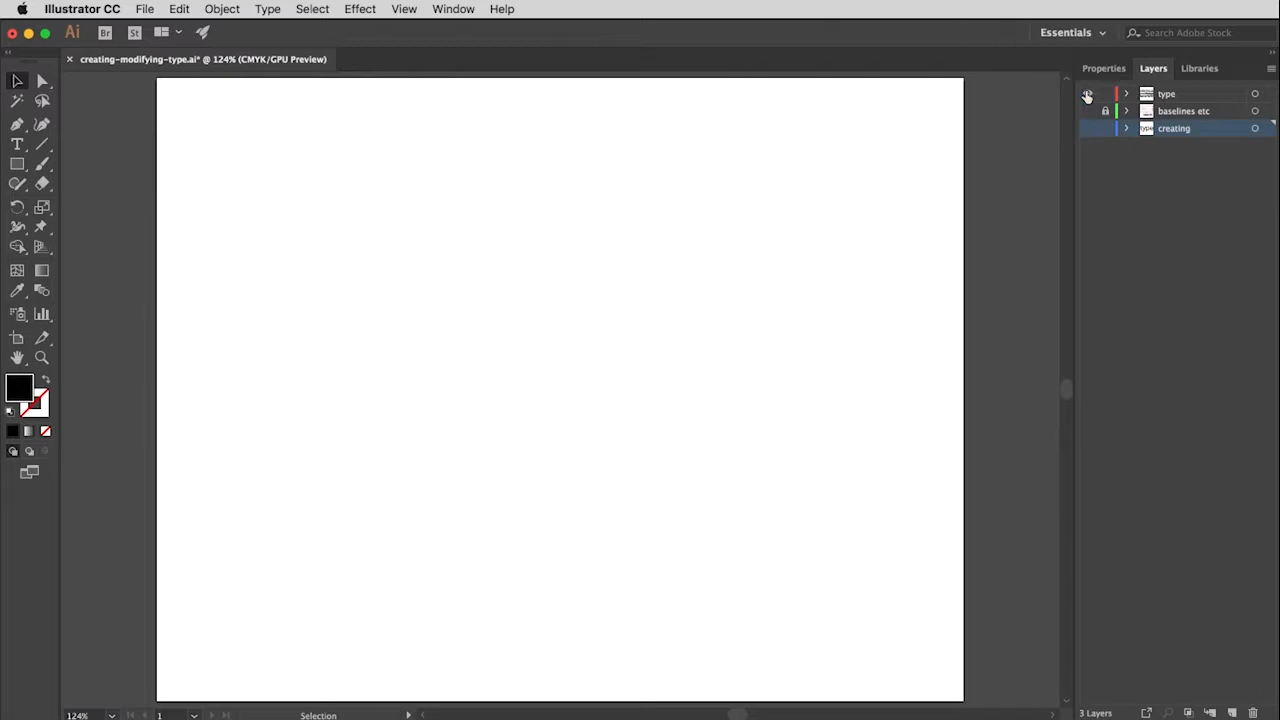 Illustrator CC File Edit Object Type Select Effect View Window Help
Ai Br St Essentials Search Adobe Stock
creating-modifying-type.ai* @ 124% (CMYK/GPU Preview)
Properties Layers Libraries
type
baselines etc
creating
124% 1 Selection 3 Layers